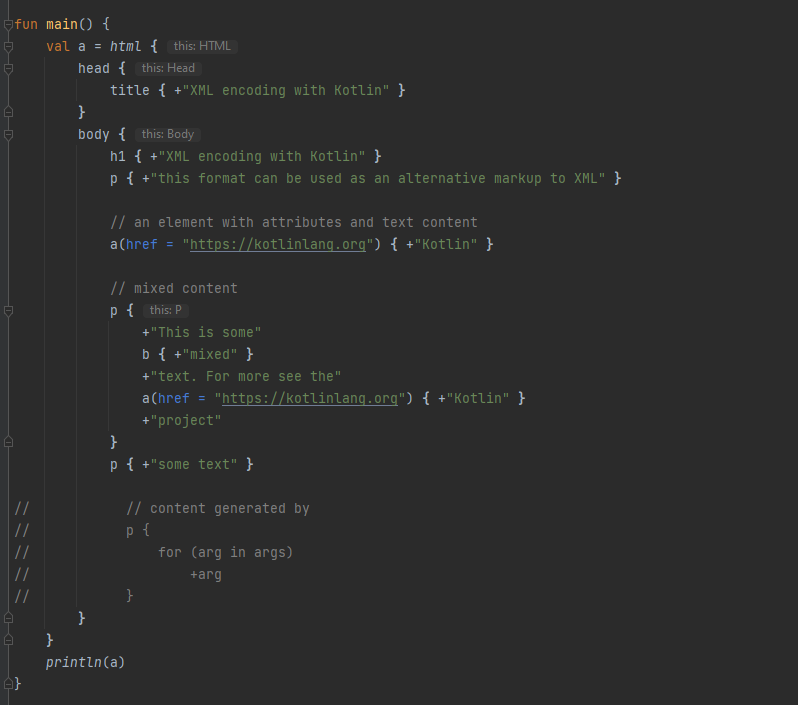 fun main() {
    val a = html { this: HTML
        head { this: Head
            title { +"XML encoding with Kotlin" }
        }
        body { this: Body
            h1 { +"XML encoding with Kotlin" }
            p { +"this format can be used as an alternative markup to XML" }
            // an element with attributes and text content
            a(href = "https://kotlinlang.org") { +"Kotlin" }
            // mixed content
            p { this: P
                +"This is some"
                b { +"mixed" }
                +"text. For more see the"
                a(href = "https://kotlinlang.org") { +"Kotlin" }
                +"project"
            }
            p { +"some text" }
//            // content generated by
//            p {
//                for (arg in args)
//                    +arg
//            }
        }
    }
    println(a)
}